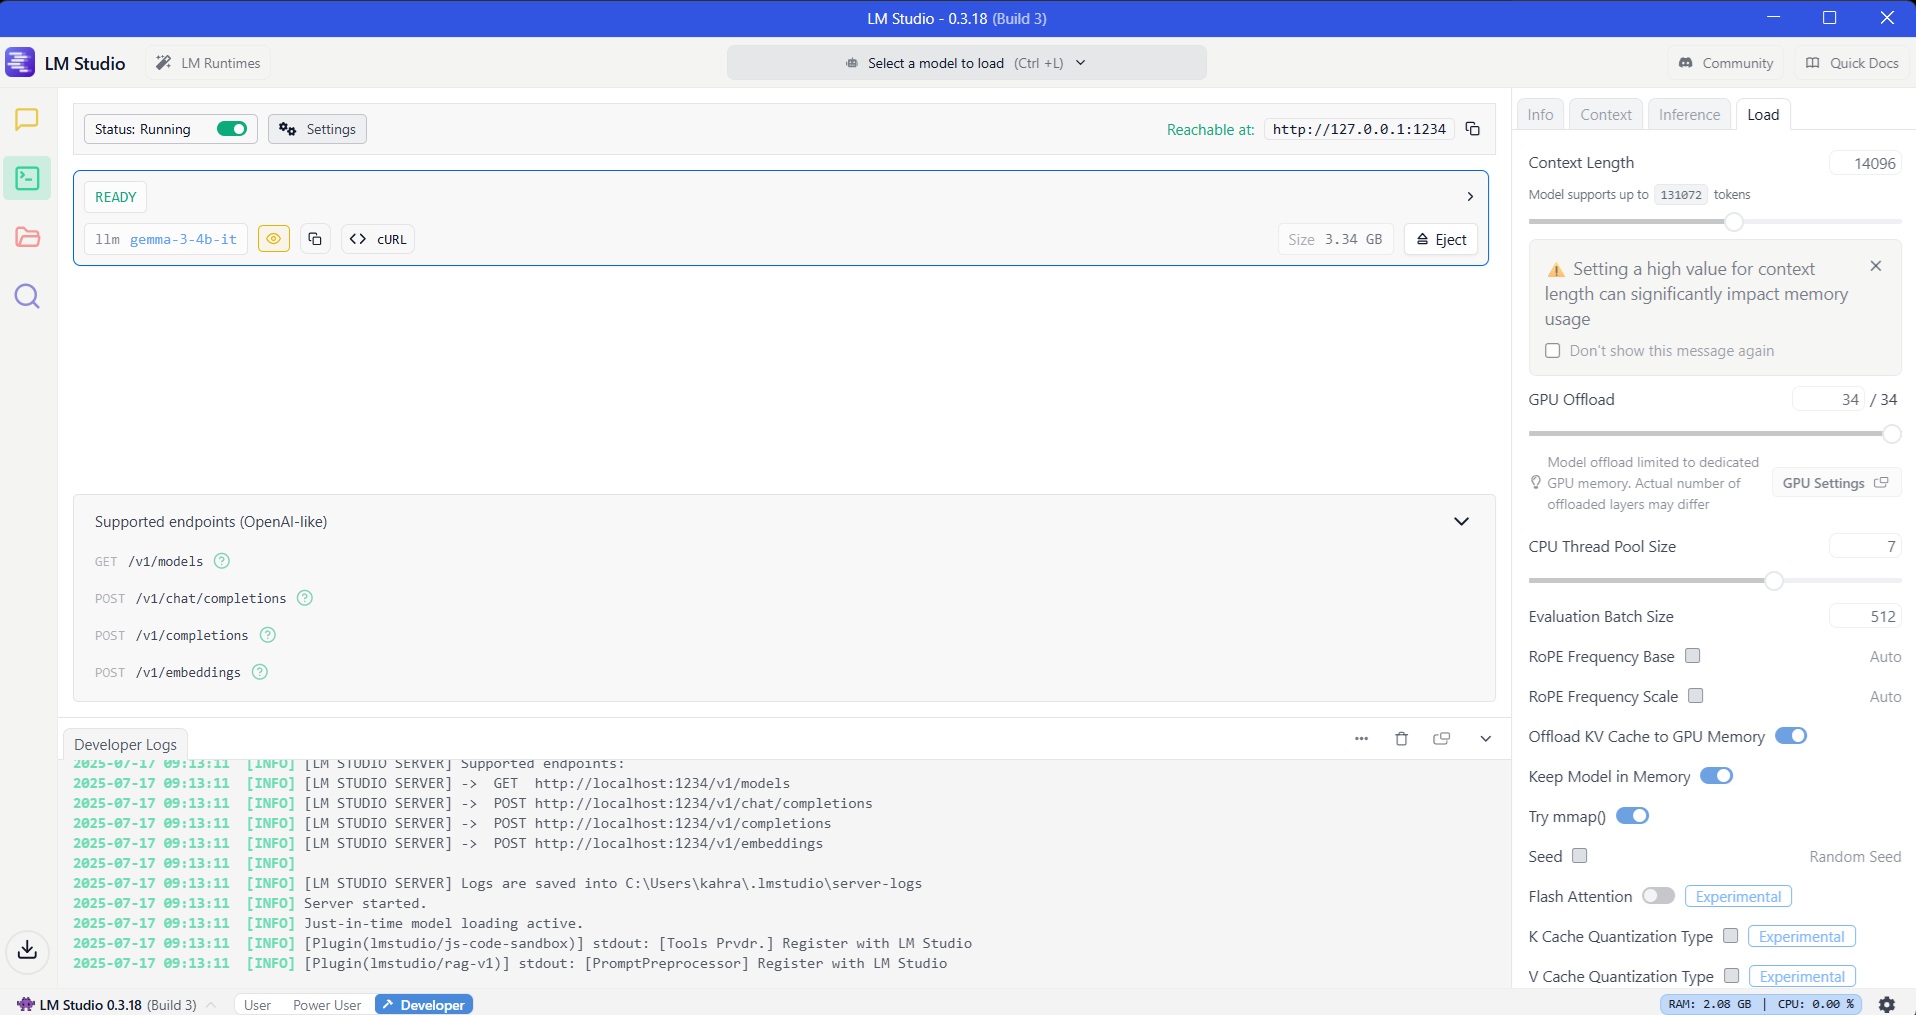 LM Studio - 0.3.18 (Build 3)
LM Studio
LM Runtimes
Select a model to load (Ctrl +L)
Community
Quick Docs
Status: Running
Settings
Reachable at: http://127.0.0.1:1234
READY
llm gemma-3-4b-it
cURL
Size 3.34 GB
Eject
Supported endpoints (OpenAI-like)
GET /v1/models
POST /v1/chat/completions
POST /v1/completions
POST /v1/embeddings
Developer Logs
2025-07-17 09:13:11 [INFO] [LM STUDIO SERVER] Supported endpoints:
2025-07-17 09:13:11 [INFO] [LM STUDIO SERVER] -> GET http://localhost:1234/v1/models
2025-07-17 09:13:11 [INFO] [LM STUDIO SERVER] -> POST http://localhost:1234/v1/chat/completions
2025-07-17 09:13:11 [INFO] [LM STUDIO SERVER] -> POST http://localhost:1234/v1/completions
2025-07-17 09:13:11 [INFO] [LM STUDIO SERVER] -> POST http://localhost:1234/v1/embeddings
2025-07-17 09:13:11 [INFO]
2025-07-17 09:13:11 [INFO] [LM STUDIO SERVER] Logs are saved into C:\Users\kahra\.lmstudio\server-logs
2025-07-17 09:13:11 [INFO] Server started.
2025-07-17 09:13:11 [INFO] Just-in-time model loading active.
2025-07-17 09:13:11 [INFO] [Plugin(lmstudio/js-code-sandbox)] stdout: [Tools Prvdr.] Register with LM Studio
2025-07-17 09:13:11 [INFO] [Plugin(lmstudio/rag-v1)] stdout: [PromptPreprocessor] Register with LM Studio
Info Context Inference Load
Context Length 14096
Model supports up to 131072 tokens
Setting a high value for context
length can significantly impact memory
usage
Don't show this message again
GPU Offload 34 / 34
Model offload limited to dedicated
GPU memory. Actual number of
offloaded layers may differ
GPU Settings
CPU Thread Pool Size 7
Evaluation Batch Size 512
RoPE Frequency Base Auto
RoPE Frequency Scale Auto
Offload KV Cache to GPU Memory
Keep Model in Memory
Try mmap()
Seed Random Seed
Flash Attention Experimental
K Cache Quantization Type Experimental
V Cache Quantization Type Experimental
LM Studio 0.3.18 (Build 3)
User Power User Developer
RAM: 2.08 GB | CPU: 0.00 %